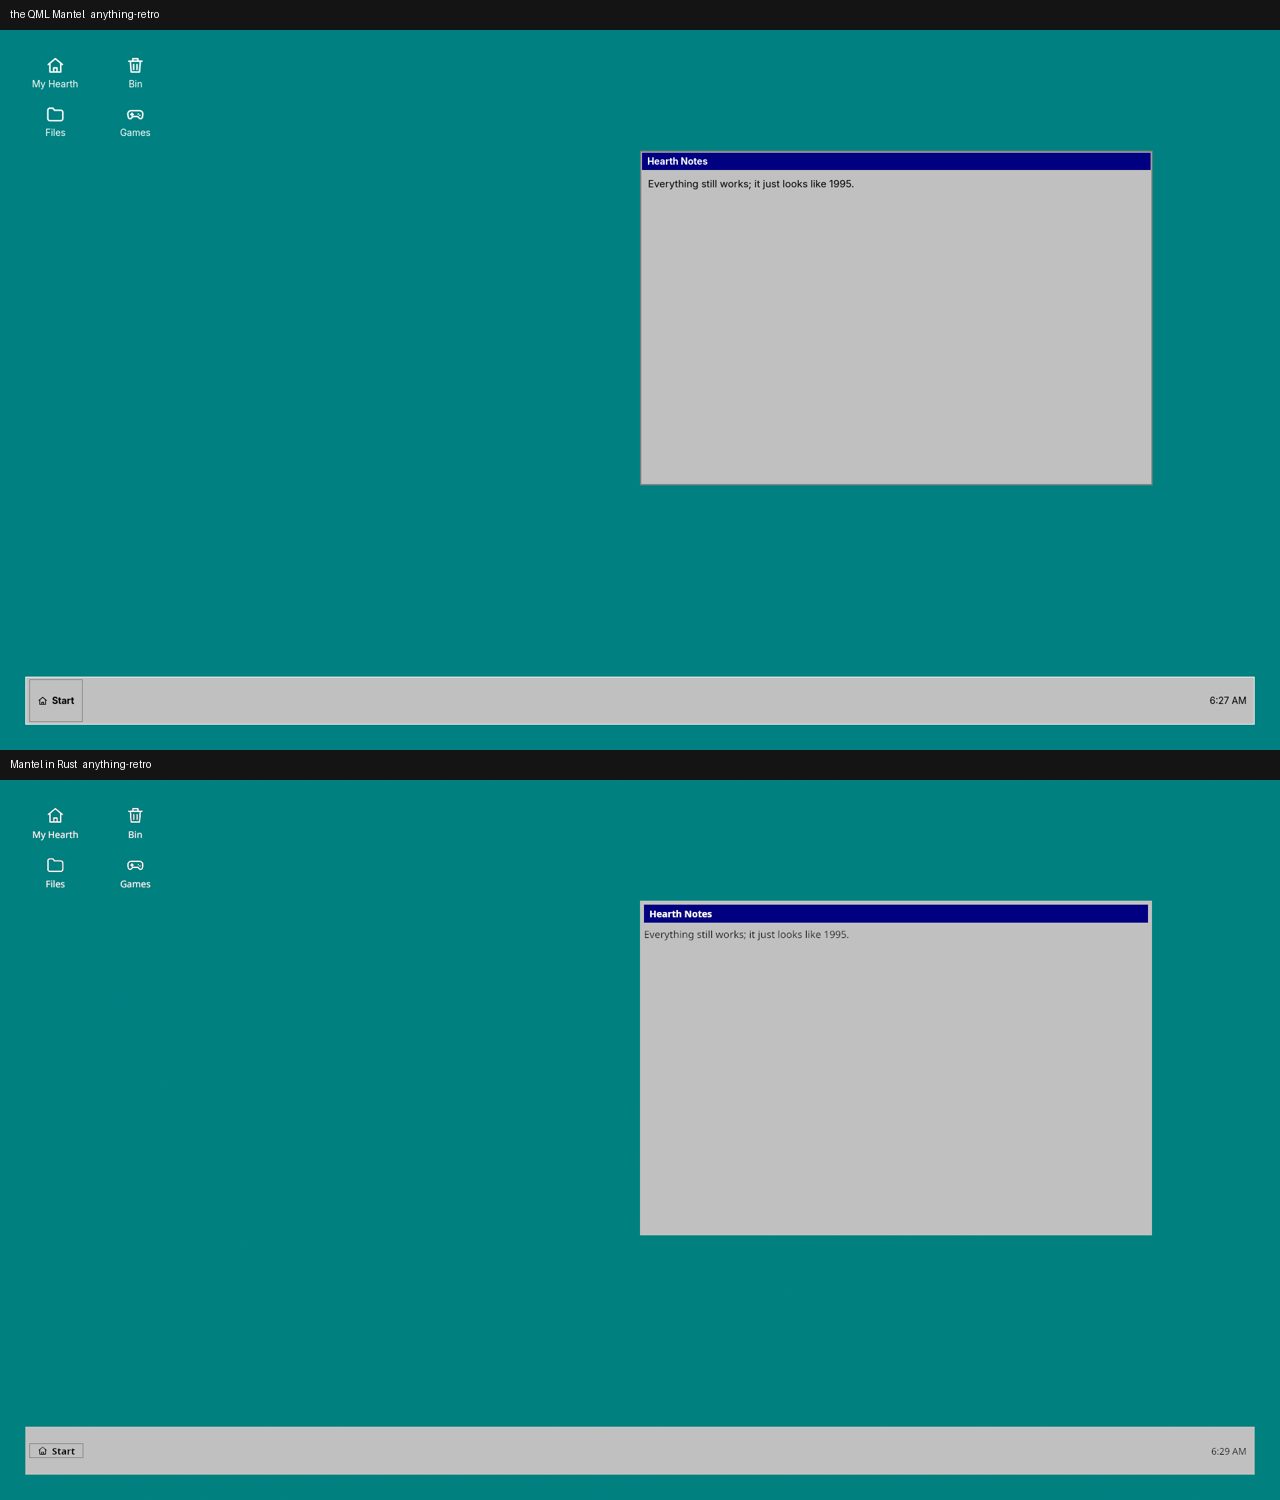 the QML Mantel anything-retro
My Hearth
Bin
Files
Games
Hearth Notes
Everything still works; it just looks like 1995.
Start
6:27 AM
Mantel in Rust anything-retro
My Hearth
Bin
Files
Games
Hearth Notes
Everything still works; it just looks like 1995.
Start
6:29 AM